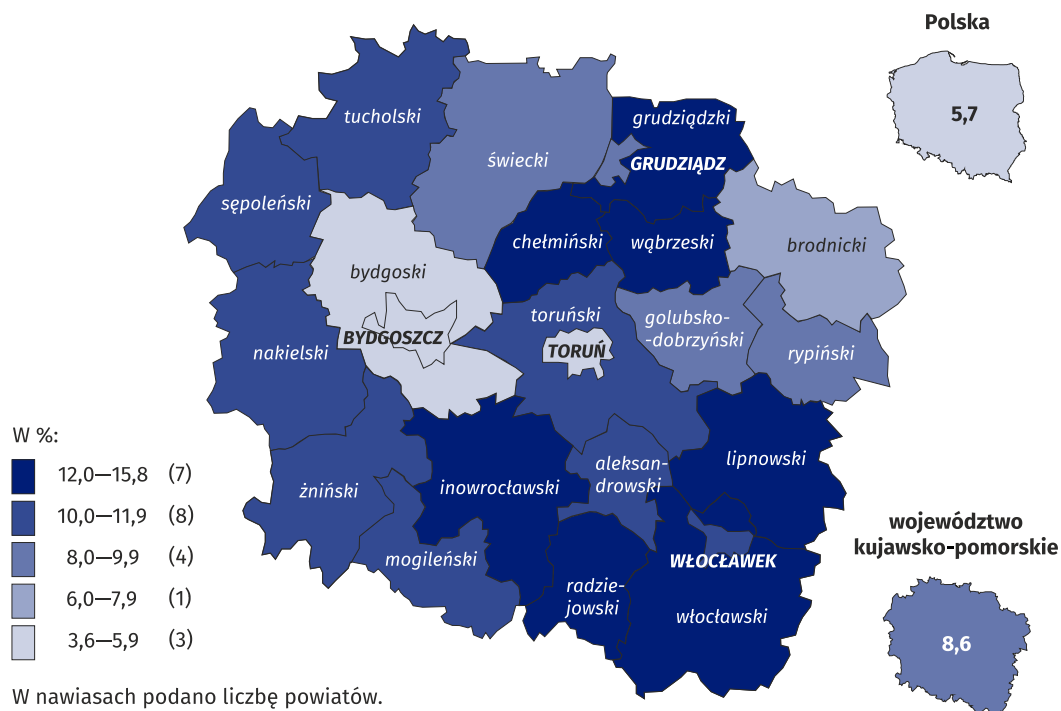 Polska
5,7
tucholski
grudziądzki
świecki
GRUDZIĄDZ
sępoleński
chełmiński
wąbrzeski
brodnicki
bydgoski
toruński
golubsko-
-dobrzyński
BYDGOSZCZ
TORUŃ
nakielski
rypiński
W %:
12,0—15,8 (7)
10,0—11,9 (8)
8,0—9,9 (4)
6,0—7,9 (1)
3,6—5,9 (3)
żniński
inowrocławski
aleksan-
drowski
lipnowski
mogileński
radzie-
jowski
WŁOCŁAWEK
włocławski
województwo
kujawsko-pomorskie
8,6
W nawiasach podano liczbę powiatów.